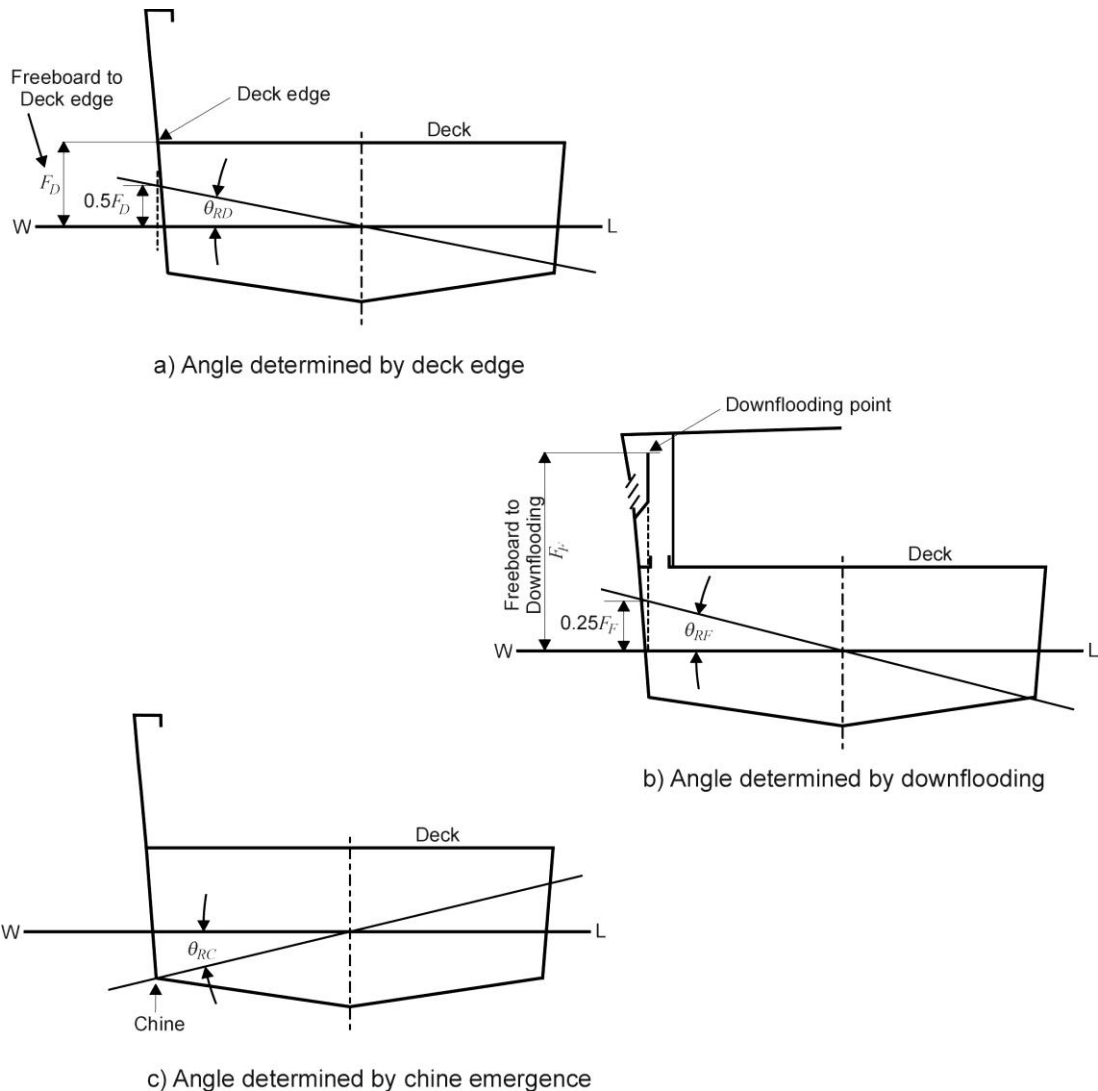 Freeboard to
Deck edge
Deck edge
Deck
F_D
0.5F_D
θ_RD
W
L
a) Angle determined by deck edge
Downflooding point
Freeboard to
Downflooding
F_F
Deck
0.25F_F
θ_RF
W
L
b) Angle determined by downflooding
Deck
W
L
θ_RC
Chine
c) Angle determined by chine emergence